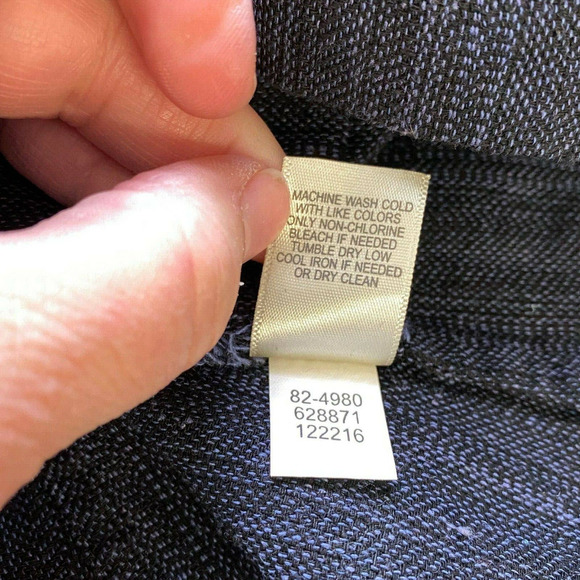 MACHINE WASH COLD
WITH LIKE COLORS
ONLY NON-CHLORINE
BLEACH IF NEEDED
TUMBLE DRY LOW
COOL IRON IF NEEDED
OR DRY CLEAN
82-4980
628871
122216